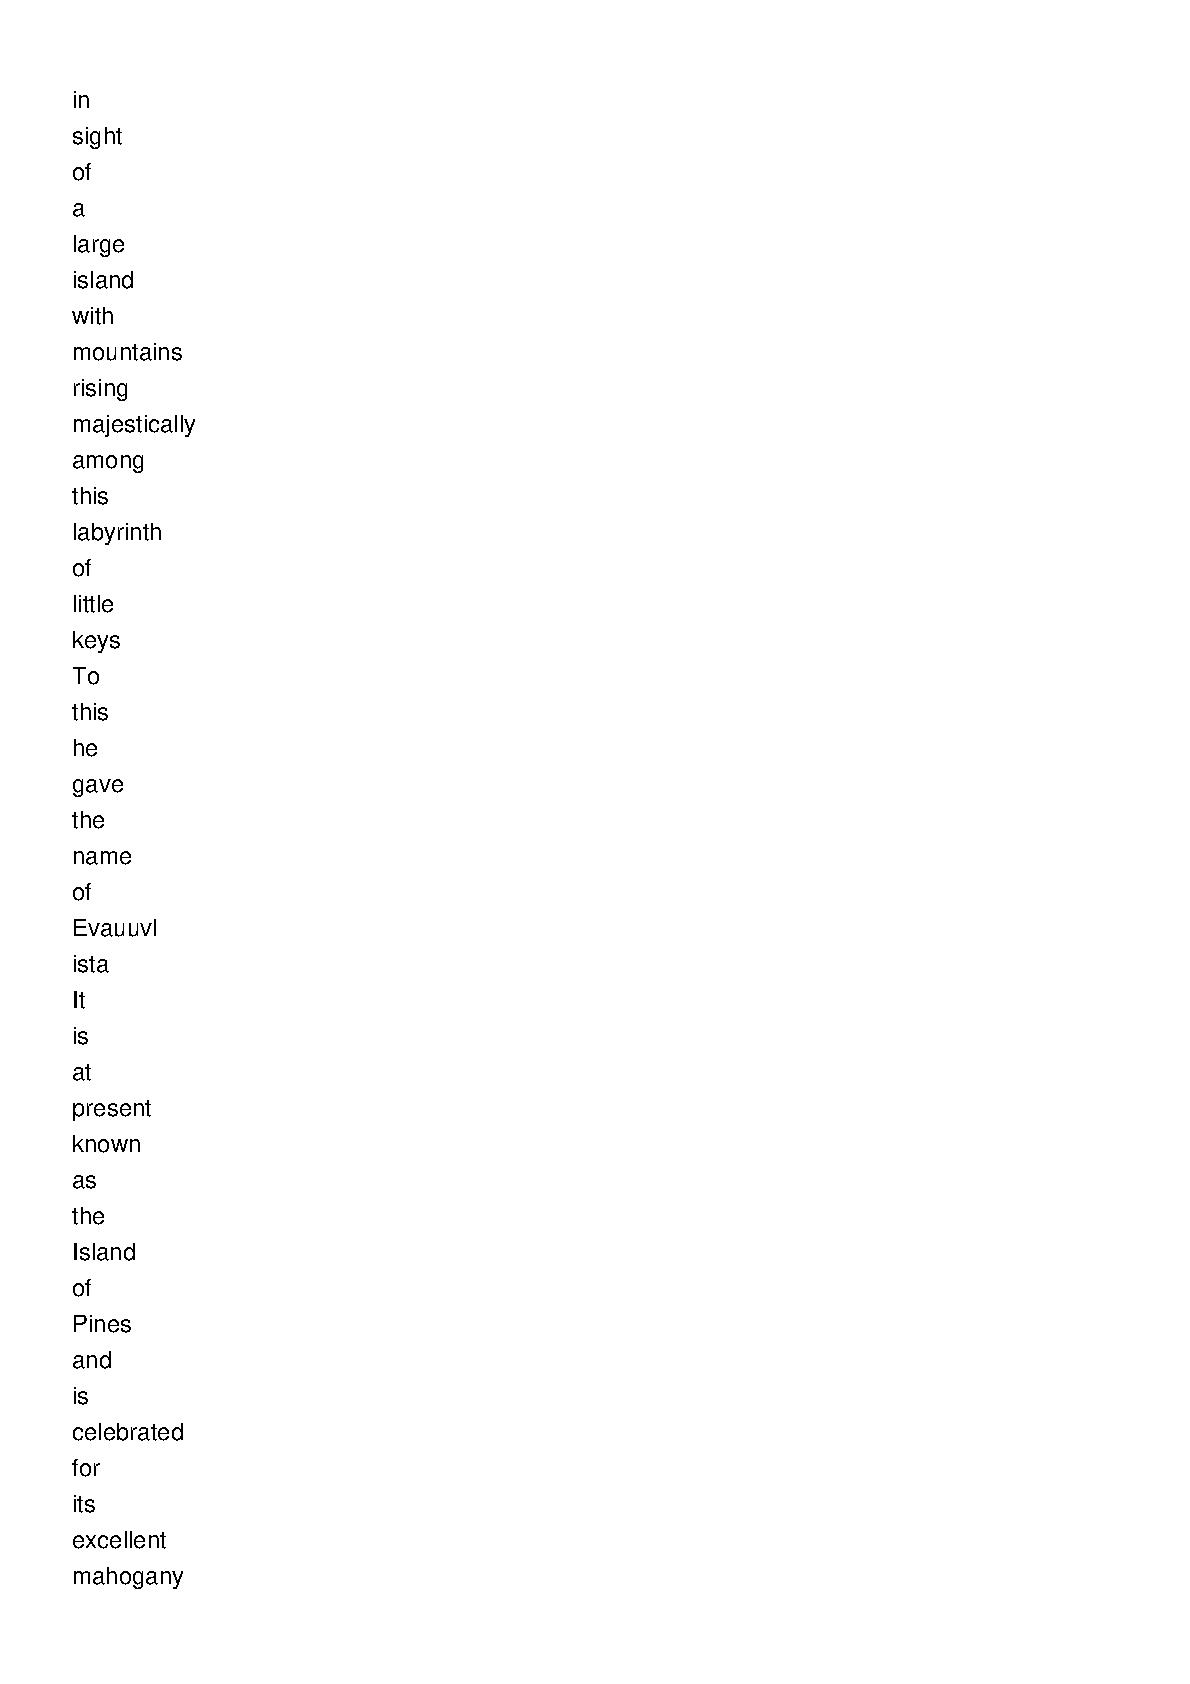 in
sight
of
a
large
island
with
mountains
rising
majestically
among
this
labyrinth
of
little
keys
To
this
he
gave
the
name
of
Evauuvl
ista
It
is
at
present
known
as
the
Island
of
Pines
and
is
celebrated
for
its
excellent
mahogany